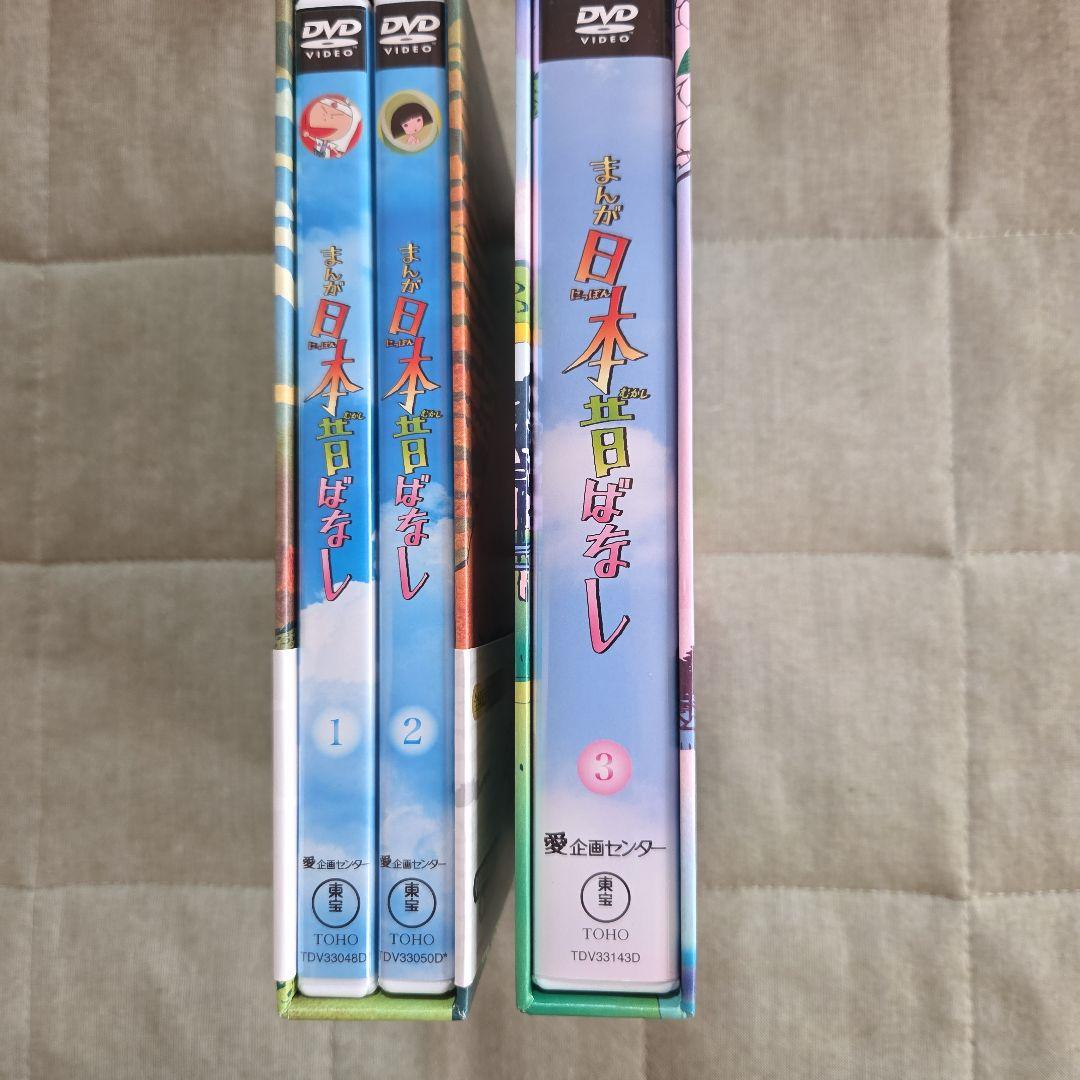 DVD
VIDEO
まんが
日本
にっぽん
昔
むかし
ばなし
1
愛企画センター
東宝
TOHO
TDV33048D
DVD
VIDEO
まんが
日本
にっぽん
昔
むかし
ばなし
2
愛企画センター
東宝
TOHO
TDV33050D*
DVD
VIDEO
まんが
日本
にっぽん
昔
むかし
ばなし
3
愛企画センター
東宝
TOHO
TDV33143D